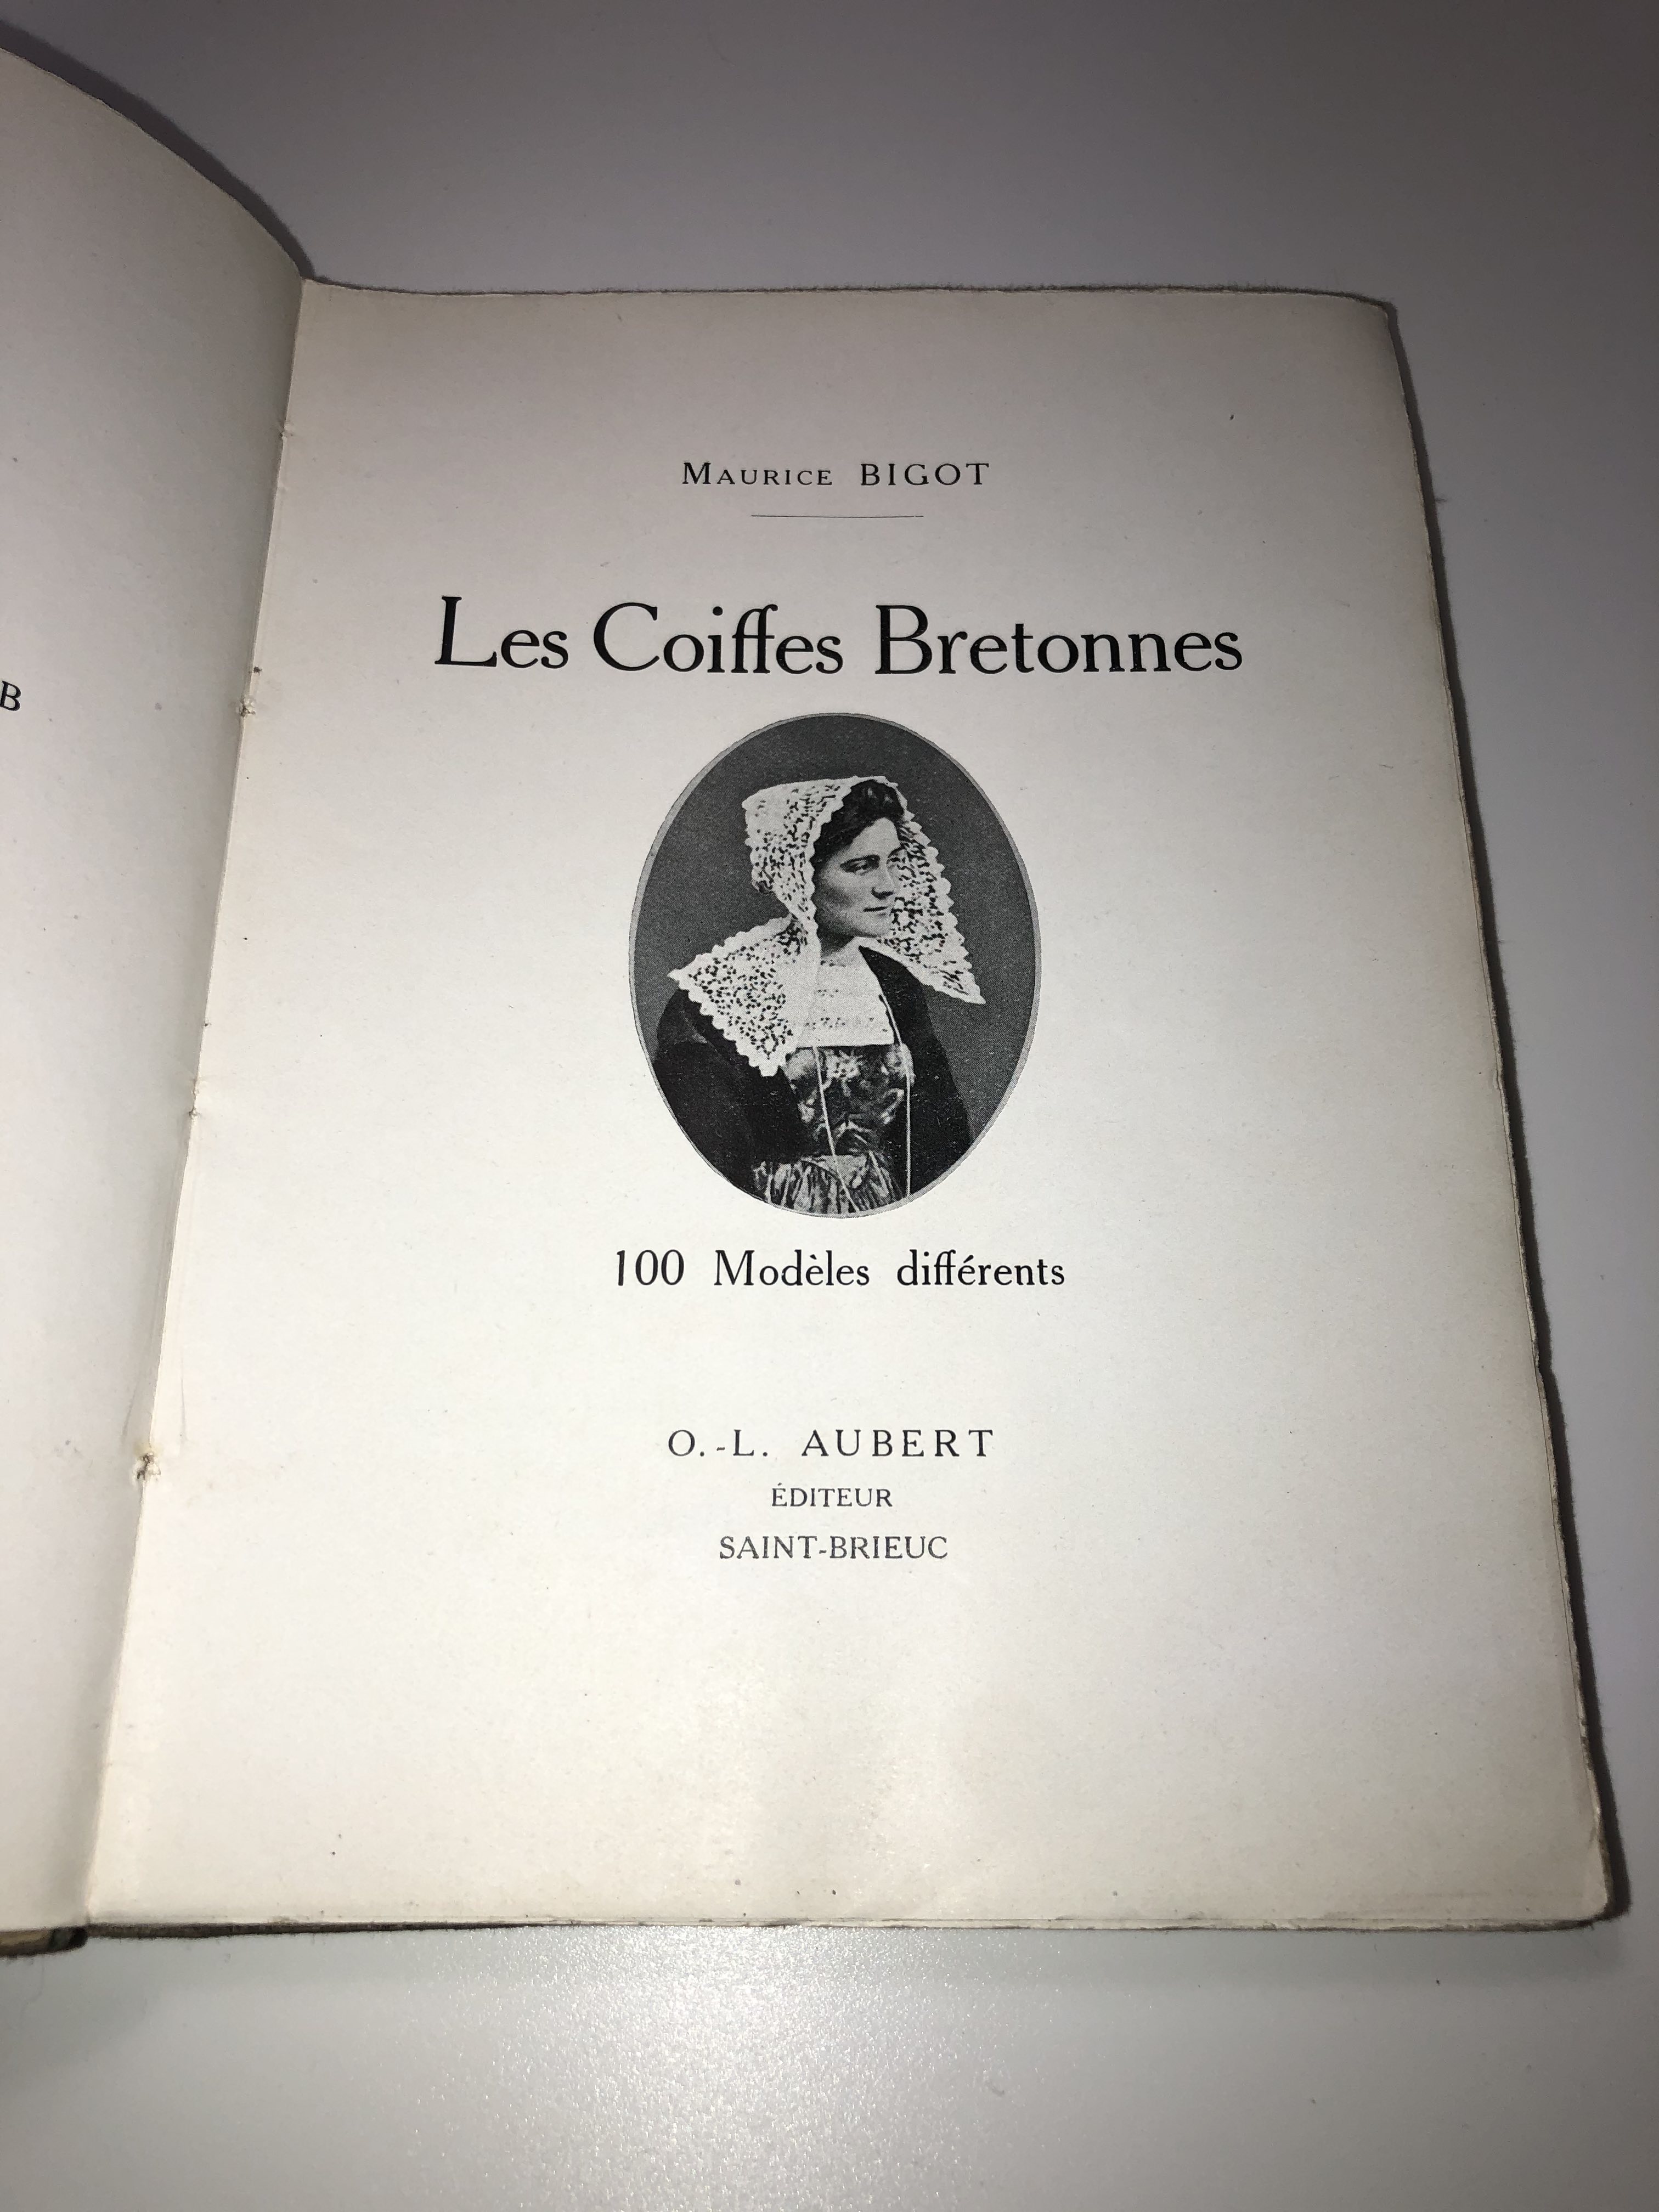 B
Maurice BIGOT
Les Coiffes Bretonnes
100 Modèles différents
O.-L. AUBERT
ÉDITEUR
SAINT-BRIEUC